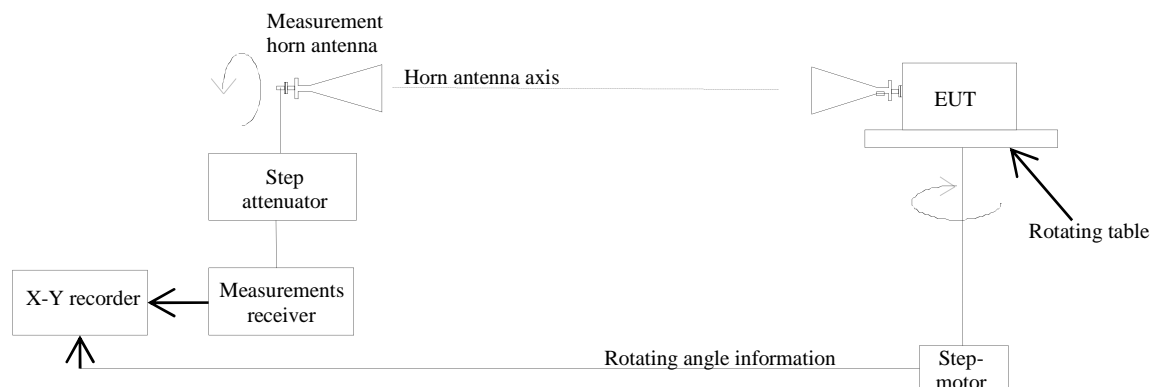 Measurement
horn antenna
Horn antenna axis
EUT
Step
attenuator
Rotating table
X-Y recorder
Measurements
receiver
Rotating angle information
Step-
motor